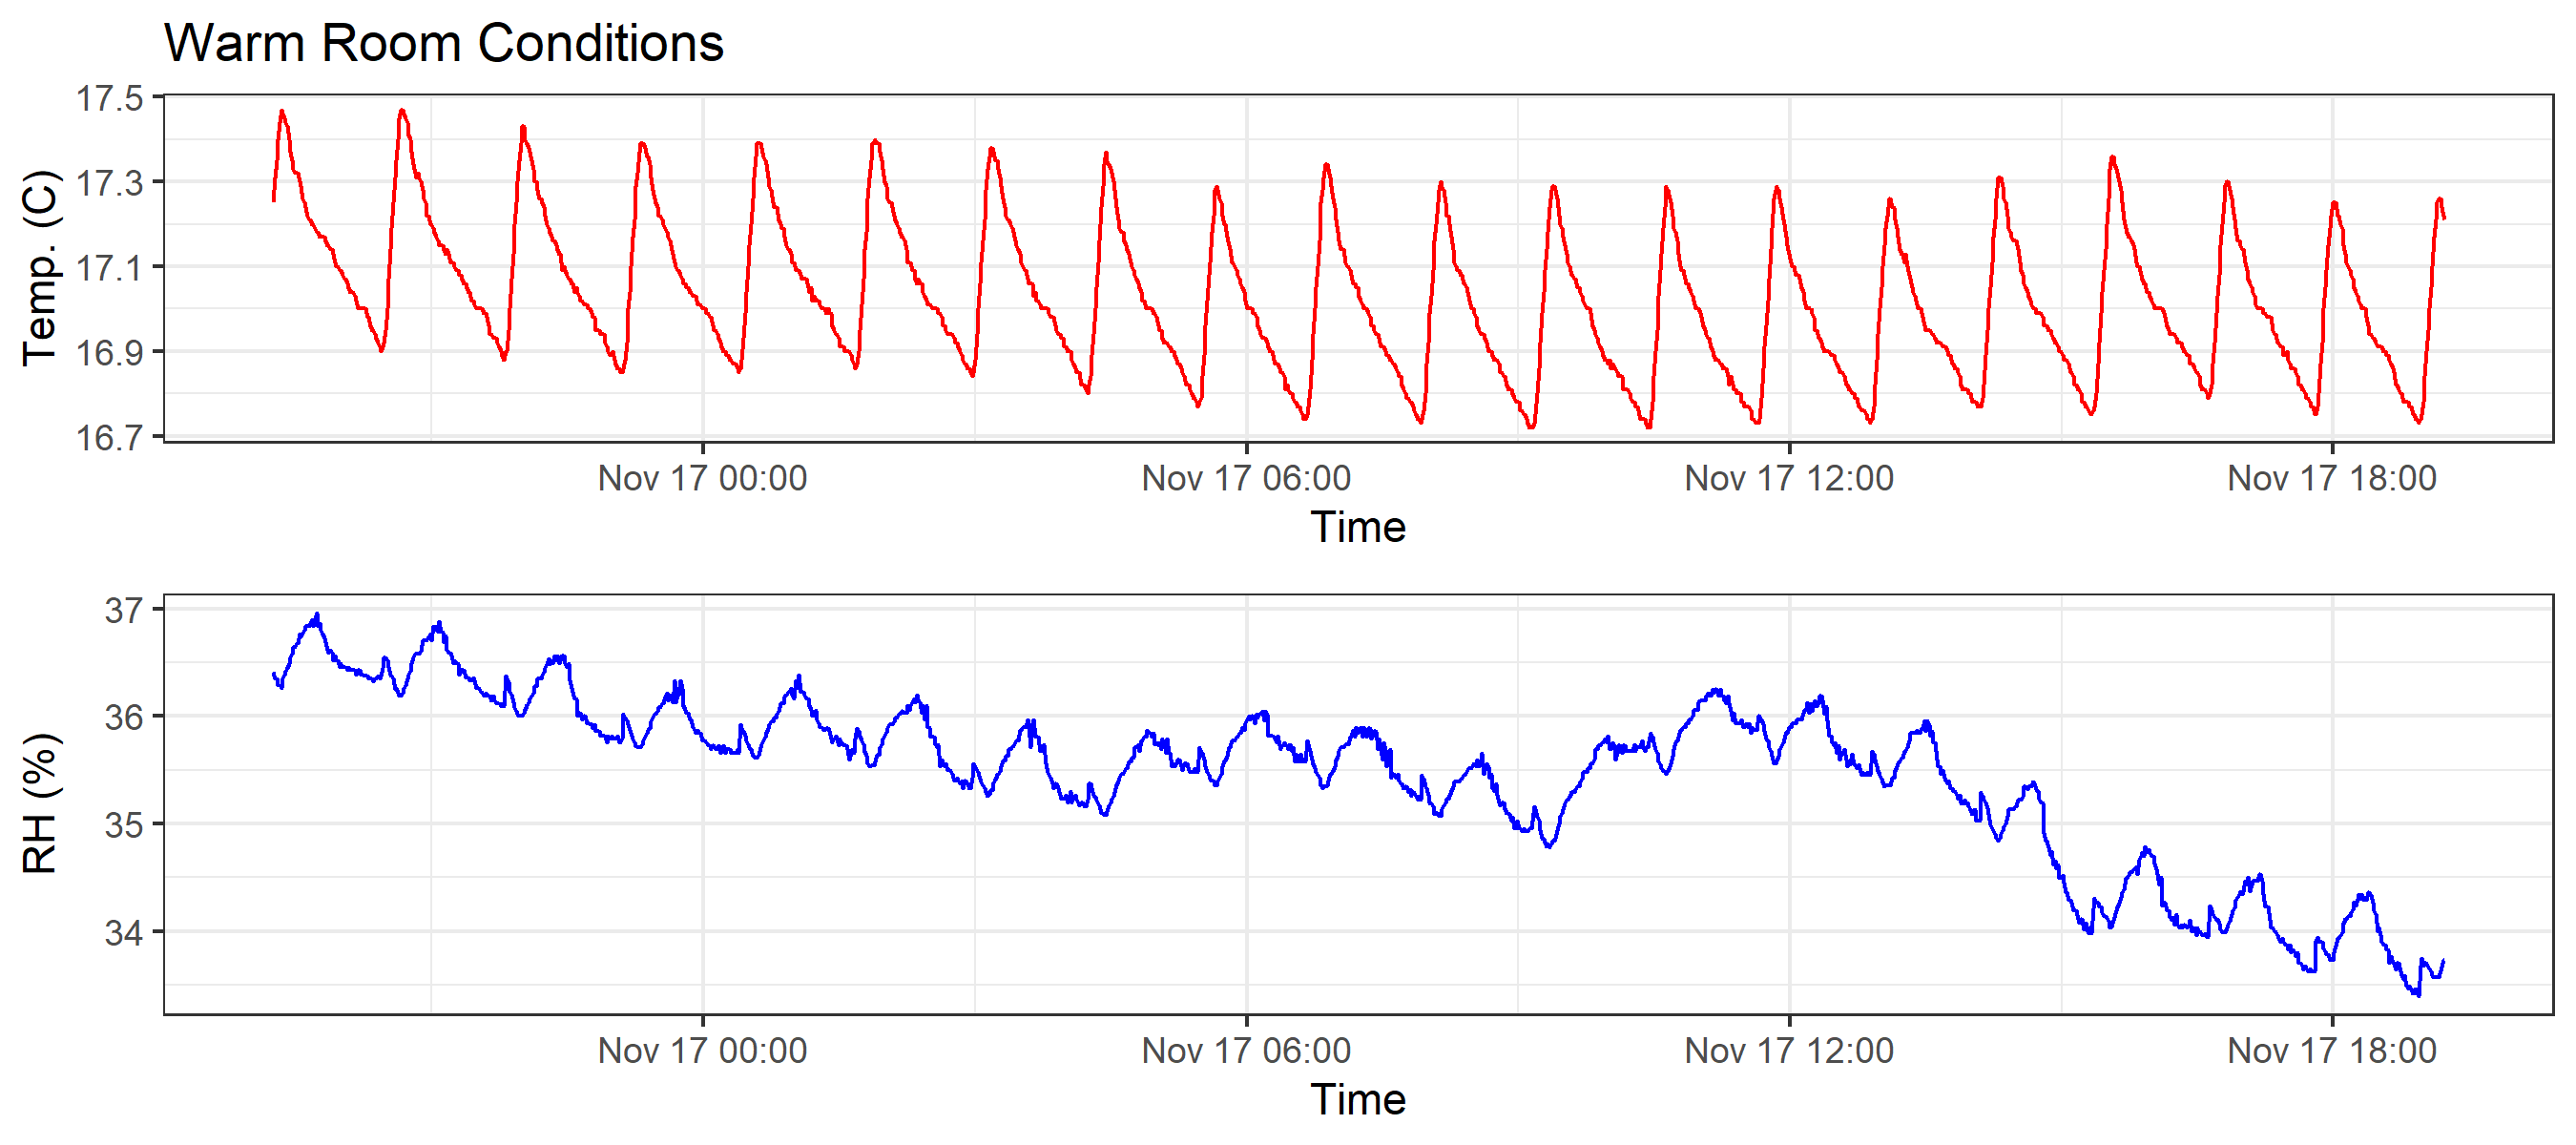 Warm Room Conditions
17.5
17.3
17.1
16.9
16.7
Temp. (C)
Nov 17 00:00 Nov 17 06:00 Nov 17 12:00 Nov 17 18:00
Time
37
36
35
34
RH (%)
Nov 17 00:00 Nov 17 06:00 Nov 17 12:00 Nov 17 18:00
Time